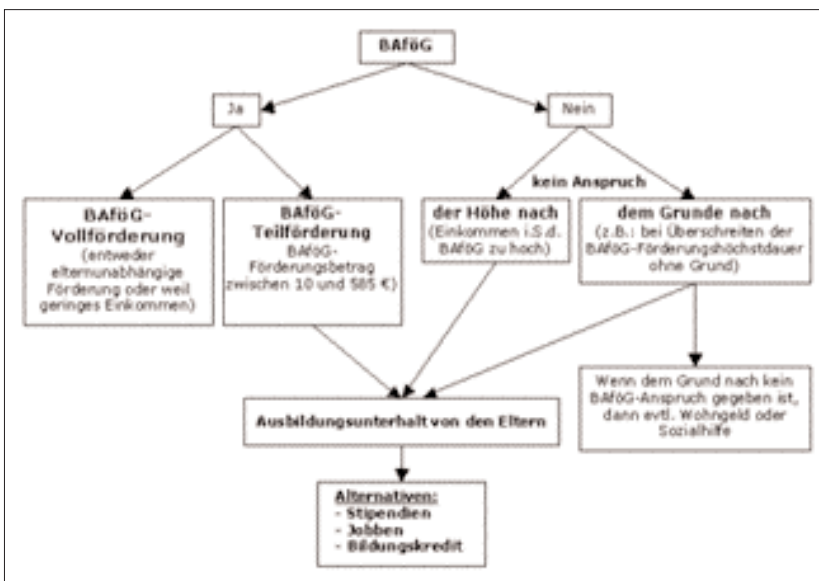 BAföG
Ja
Nein
kein Anspruch
BAföG-
Vollförderung
(entweder
elternunabhängige
Förderung oder weil
geringes Einkommen)
BAföG-
Teilförderung
BAföG-
Förderungsbetrag
zwischen 10 und 585 €)
der Höhe nach
(Einkommen i.S.d.
BAföG zu hoch)
dem Grunde nach
(z.B.: bei Überschreiten der
BAföG-Förderungshöchstdauer
ohne Grund)
Ausbildungsunterhalt von den Eltern
Wenn dem Grund nach kein
BAföG-Anspruch gegeben ist,
dann evtl. Wohngeld oder
Sozialhilfe
Alternativen:
- Stipendien
- Jobben
- Bildungskredit